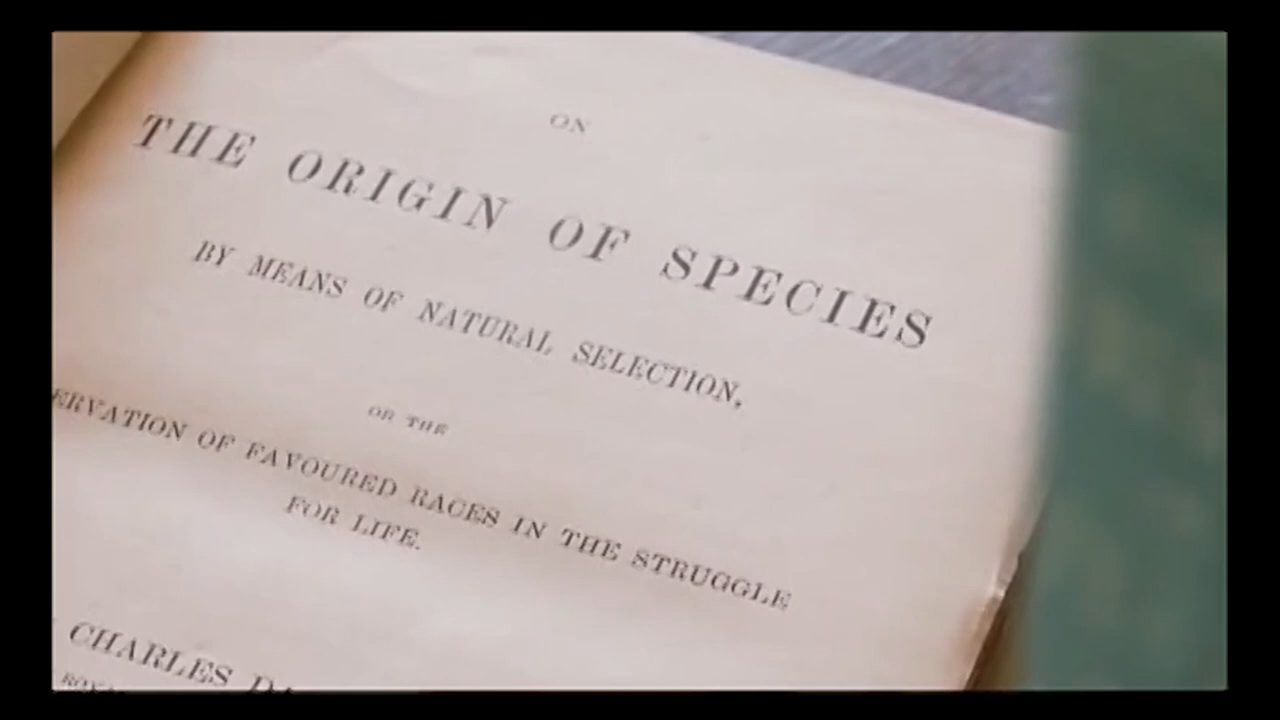 ON
THE ORIGIN OF SPECIES
BY MEANS OF NATURAL SELECTION,
OR THE
ERVATION OF FAVOURED RACES IN THE STRUGGLE
FOR LIFE.
CHARLES